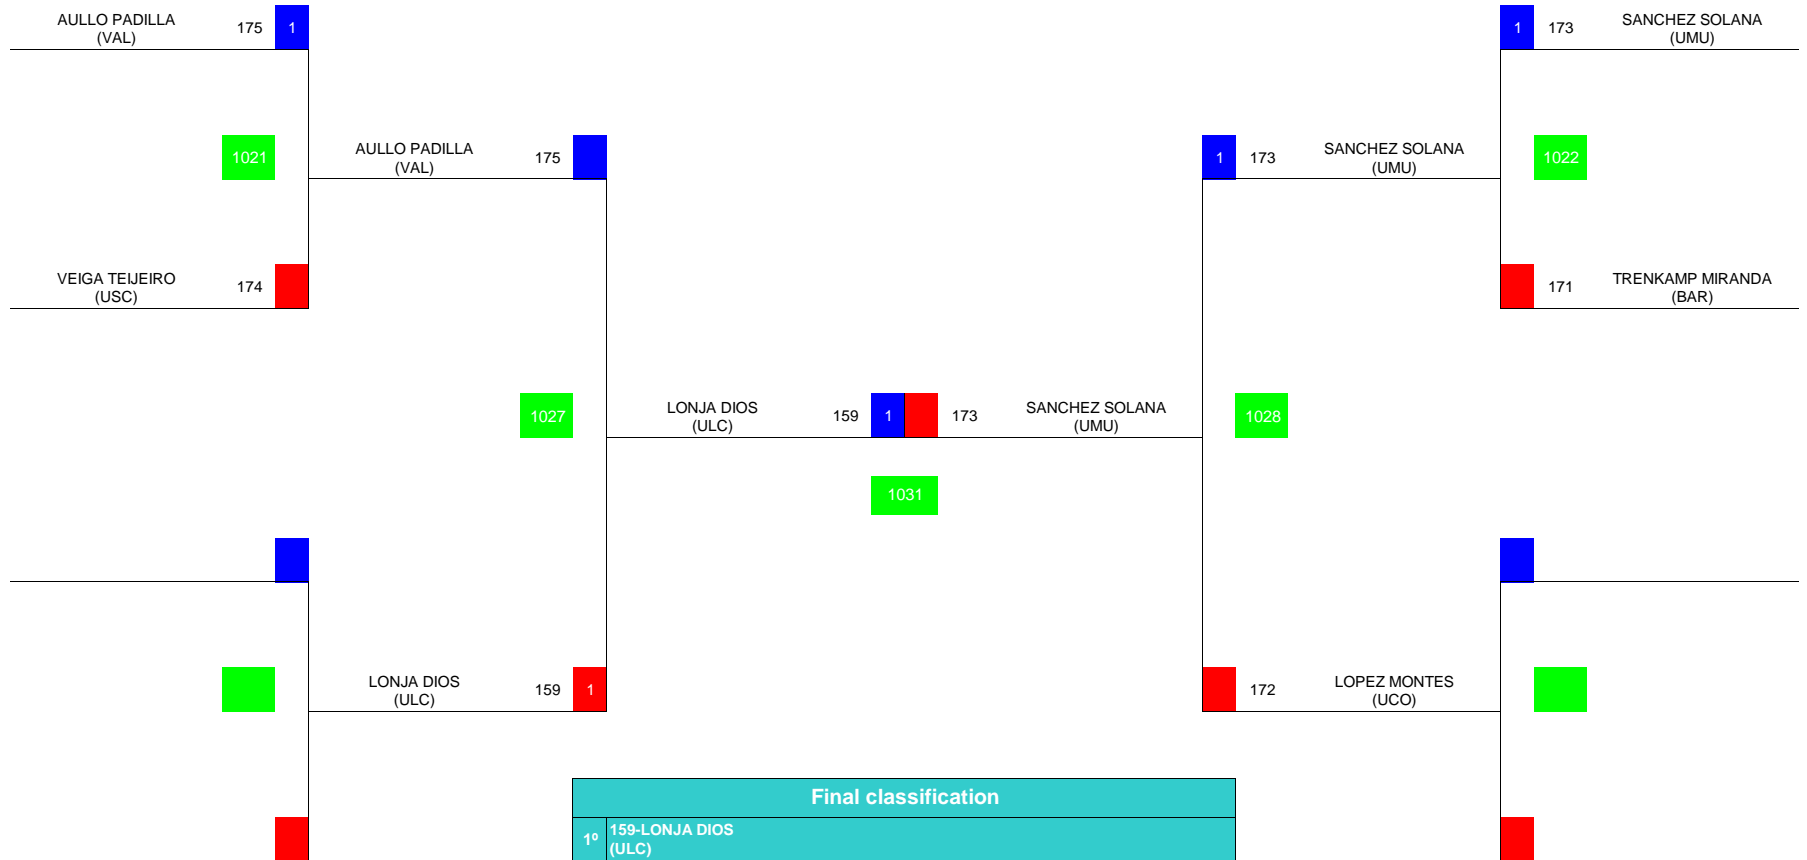 AULLO PADILLA
(VAL)
175 1
1 173
SANCHEZ SOLANA
(UMU)
1021
AULLO PADILLA
(VAL)
175
1 173
SANCHEZ SOLANA
(UMU)
1022
VEIGA TEIJEIRO
(USC)
174
171
TRENKAMP MIRANDA
(BAR)
1027
LONJA DIOS
(ULC)
159 1
173
SANCHEZ SOLANA
(UMU)
1028
1031
LONJA DIOS
(ULC)
159 1
172
LOPEZ MONTES
(UCO)
Final classification
1º
159-LONJA DIOS
(ULC)